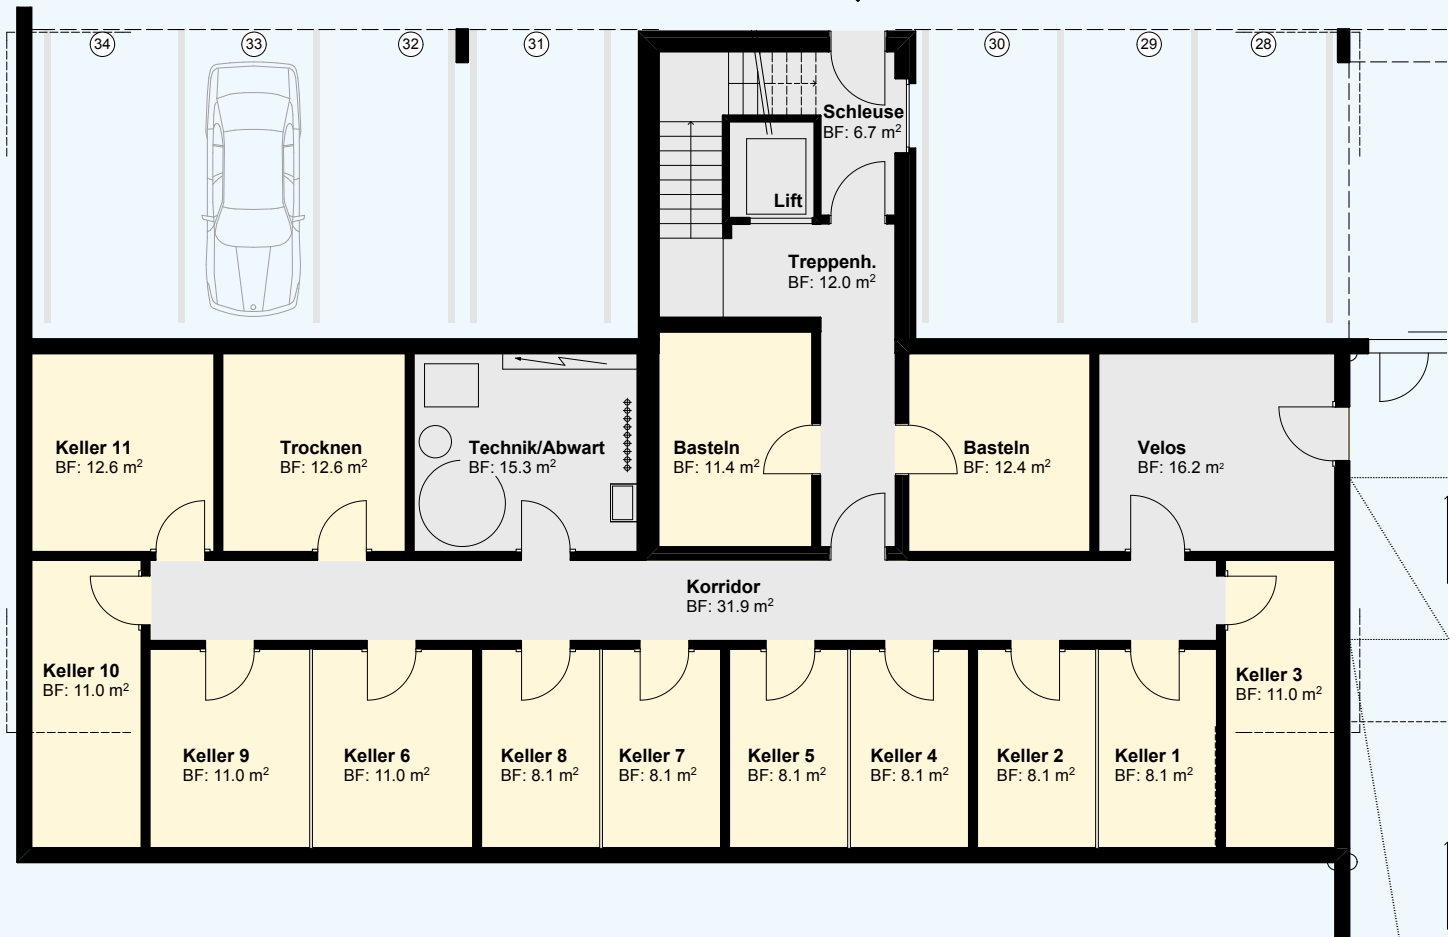 34
33
32
31
30
29
28
Schleuse
BF: 6.7 m²
Lift
Treppenh.
BF: 12.0 m²
Keller 11
BF: 12.6 m²
Trocknen
BF: 12.6 m²
Technik/Abwart
BF: 15.3 m²
Basteln
BF: 11.4 m²
Basteln
BF: 12.4 m²
Velos
BF: 16.2 m²
Korridor
BF: 31.9 m²
Keller 10
BF: 11.0 m²
Keller 3
BF: 11.0 m²
Keller 9
BF: 11.0 m²
Keller 6
BF: 11.0 m²
Keller 8
BF: 8.1 m²
Keller 7
BF: 8.1 m²
Keller 5
BF: 8.1 m²
Keller 4
BF: 8.1 m²
Keller 2
BF: 8.1 m²
Keller 1
BF: 8.1 m²